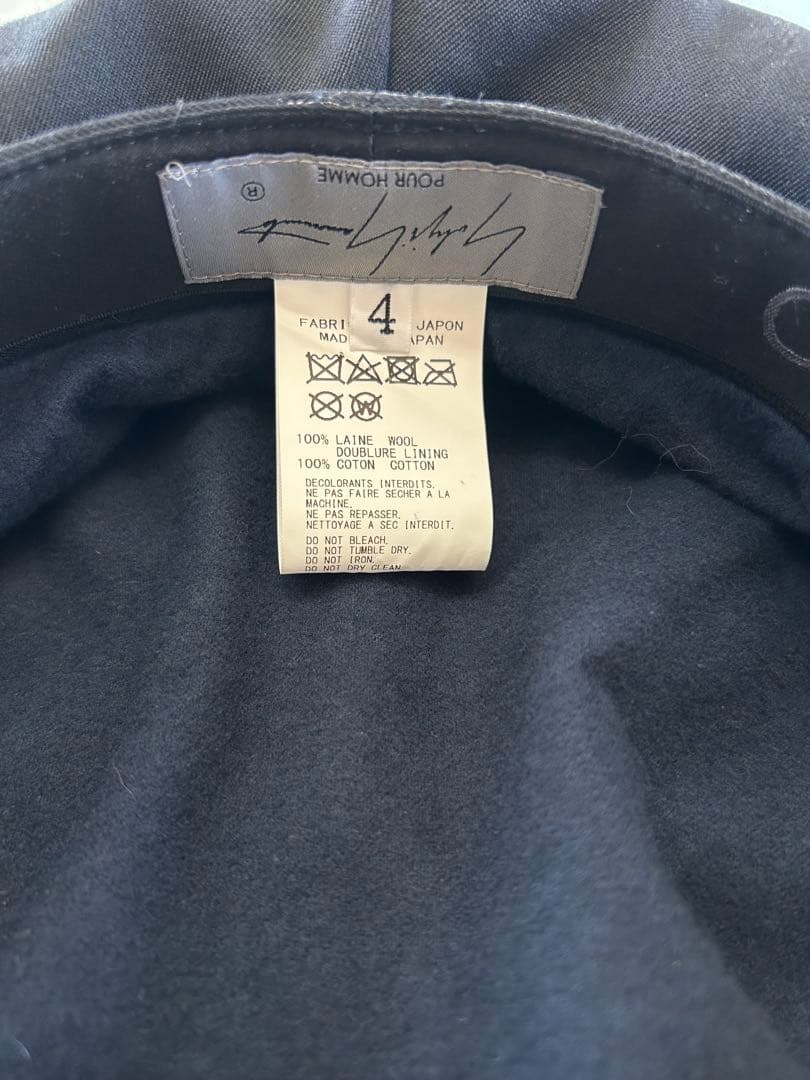 Yohji Yamamoto
POUR HOMME
®
4
FABRI JAPON
MAD APAN
W
100% LAINE WOOL
DOUBLURE LINING
100% COTON COTTON
DECOLORANTS INTERDITS.
NE PAS FAIRE SECHER A LA
MACHINE.
NE PAS REPASSER.
NETTOYAGE A SEC INTERDIT.
DO NOT BLEACH.
DO NOT TUMBLE DRY.
DO NOT IRON.
DO NOT DRY CLEAN